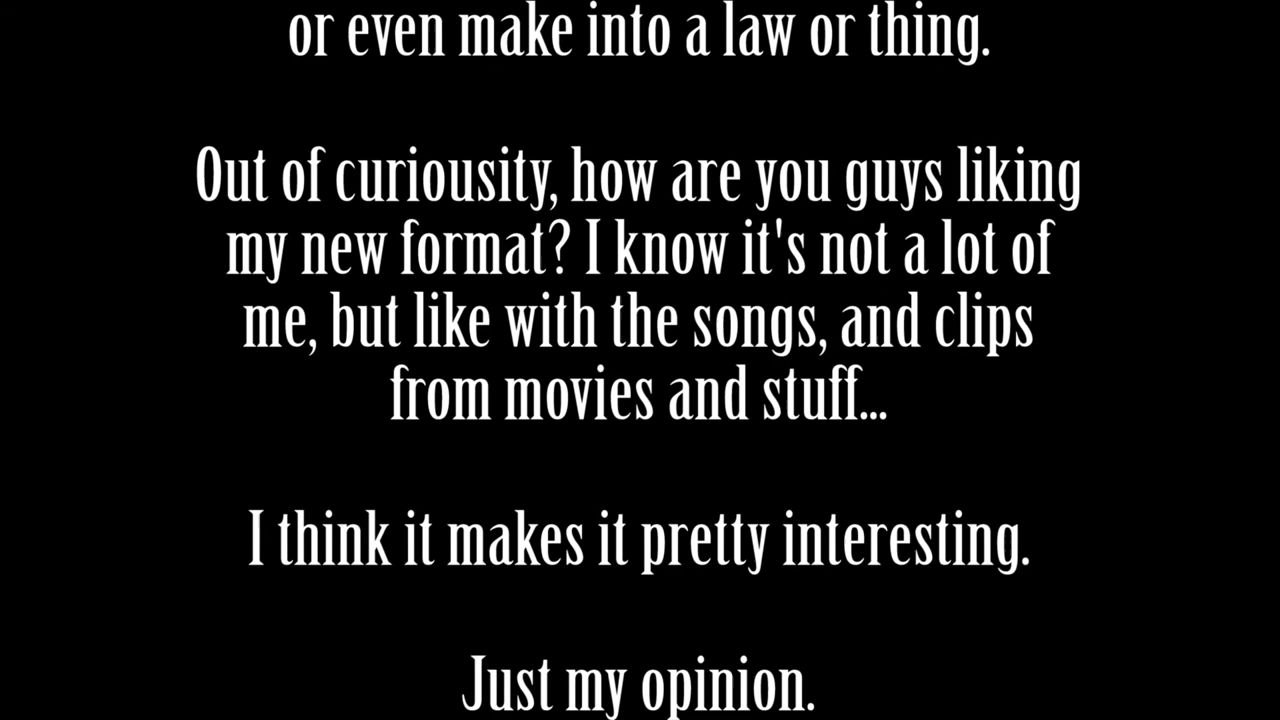 or even make into a law or thing.
Out of curiousity, how are you guys liking
my new format? I know it's not a lot of
me, but like with the songs, and clips
from movies and stuff...
I think it makes it pretty interesting.
Just my opinion.